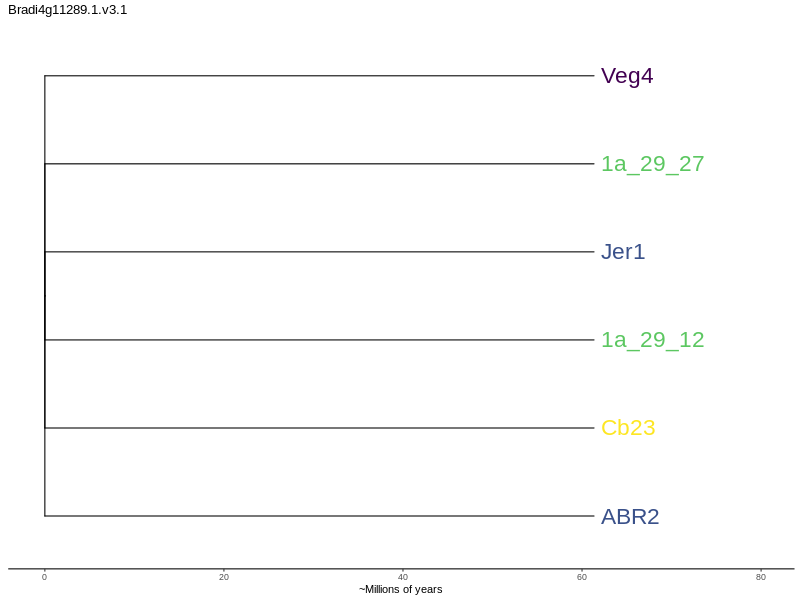 Bradi4g11289.1.v3.1
Veg4
1a_29_27
Jer1
1a_29_12
Cb23
ABR2
0 20 40 60 80
~Millions of years